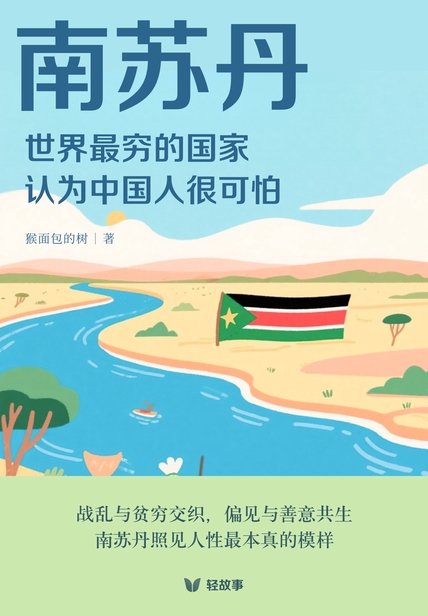 南苏丹
世界最穷的国家
认为中国人很可怕
猴面包的树｜著
战乱与贫穷交织，偏见与善意共生
南苏丹照见人性最本真的模样
轻故事